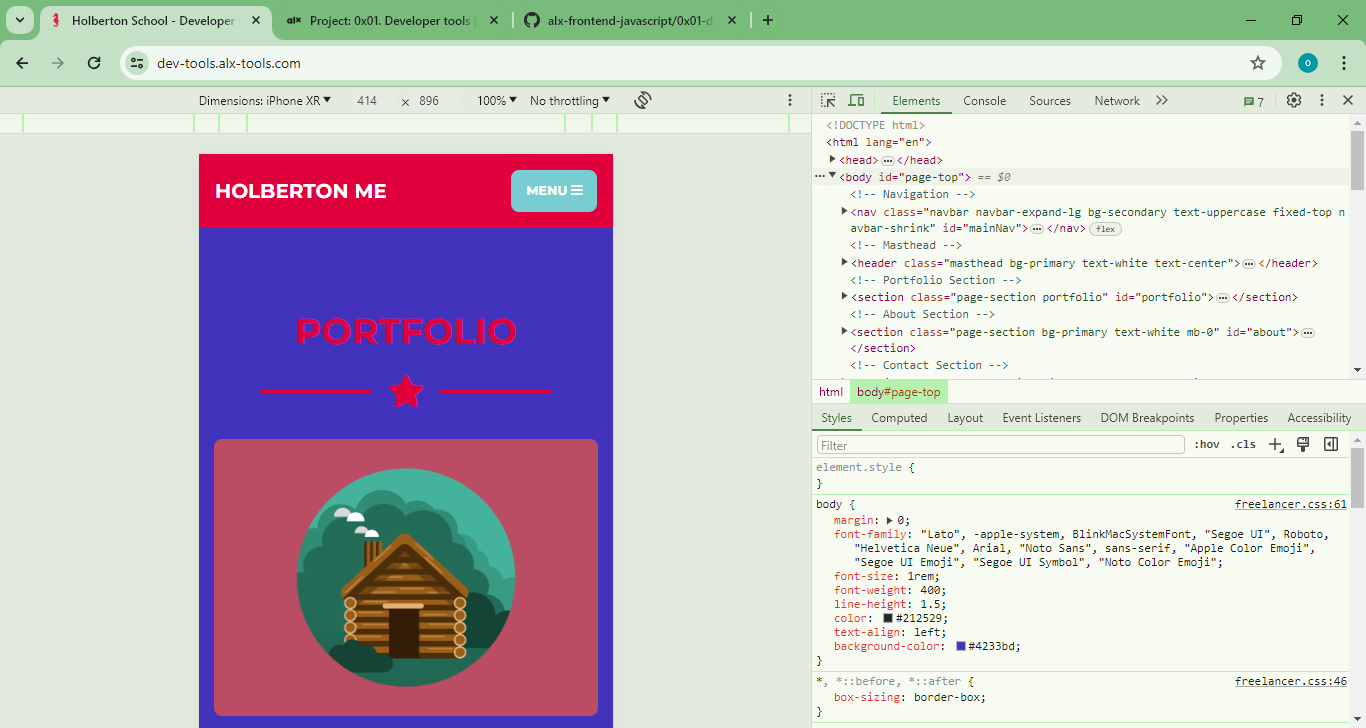 Holberton School - Developer
alx Project: 0x01. Developer tools
alx-frontend-javascript/0x01-d
dev-tools.alx-tools.com
o
Dimensions: iPhone XR 414 × 896 100% No throttling
Elements Console Sources Network 7
<!DOCTYPE html>
<html lang="en">
<head> … </head>
… <body id="page-top"> == $0
<!-- Navigation -->
<nav class="navbar navbar-expand-lg bg-secondary text-uppercase fixed-top n
avbar-shrink" id="mainNav"> … </nav> flex
<!-- Masthead -->
<header class="masthead bg-primary text-white text-center"> … </header>
<!-- Portfolio Section -->
<section class="page-section portfolio" id="portfolio"> … </section>
<!-- About Section -->
<section class="page-section bg-primary text-white mb-0" id="about"> …
</section>
<!-- Contact Section -->
html body#page-top
Styles Computed Layout Event Listeners DOM Breakpoints Properties Accessibility
Filter :hov .cls
element.style {
}
body { freelancer.css:61
margin: 0;
font-family: "Lato", -apple-system, BlinkMacSystemFont, "Segoe UI", Roboto,
"Helvetica Neue", Arial, "Noto Sans", sans-serif, "Apple Color Emoji",
"Segoe UI Emoji", "Segoe UI Symbol", "Noto Color Emoji";
font-size: 1rem;
font-weight: 400;
line-height: 1.5;
color: #212529;
text-align: left;
background-color: #4233bd;
}
*, *::before, *::after { freelancer.css:46
box-sizing: border-box;
}
HOLBERTON ME
MENU
PORTFOLIO